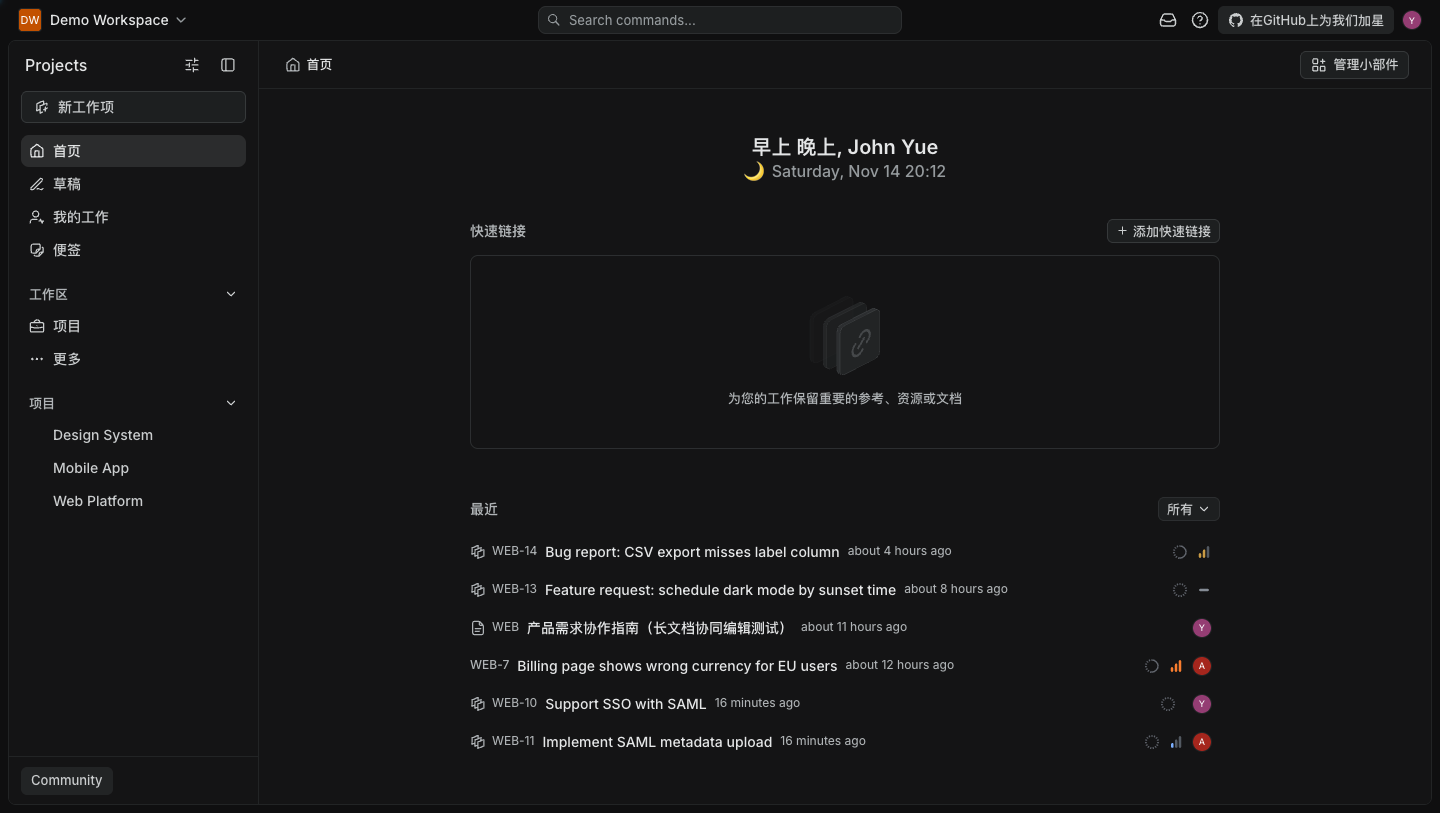 DW Demo Workspace
Search commands...
在GitHub上为我们加星
Y
Projects
新工作项
首页
草稿
我的工作
便签
工作区
项目
更多
项目
Design System
Mobile App
Web Platform
Community
首页
管理小部件
早上 晚上, John Yue
Saturday, Nov 14 20:12
快速链接
添加快速链接
为您的工作保留重要的参考、资源或文档
最近
所有
WEB-14 Bug report: CSV export misses label column about 4 hours ago
WEB-13 Feature request: schedule dark mode by sunset time about 8 hours ago
WEB 产品需求协作指南（长文档协同编辑测试） about 11 hours ago Y
WEB-7 Billing page shows wrong currency for EU users about 12 hours ago A
WEB-10 Support SSO with SAML 16 minutes ago Y
WEB-11 Implement SAML metadata upload 16 minutes ago A